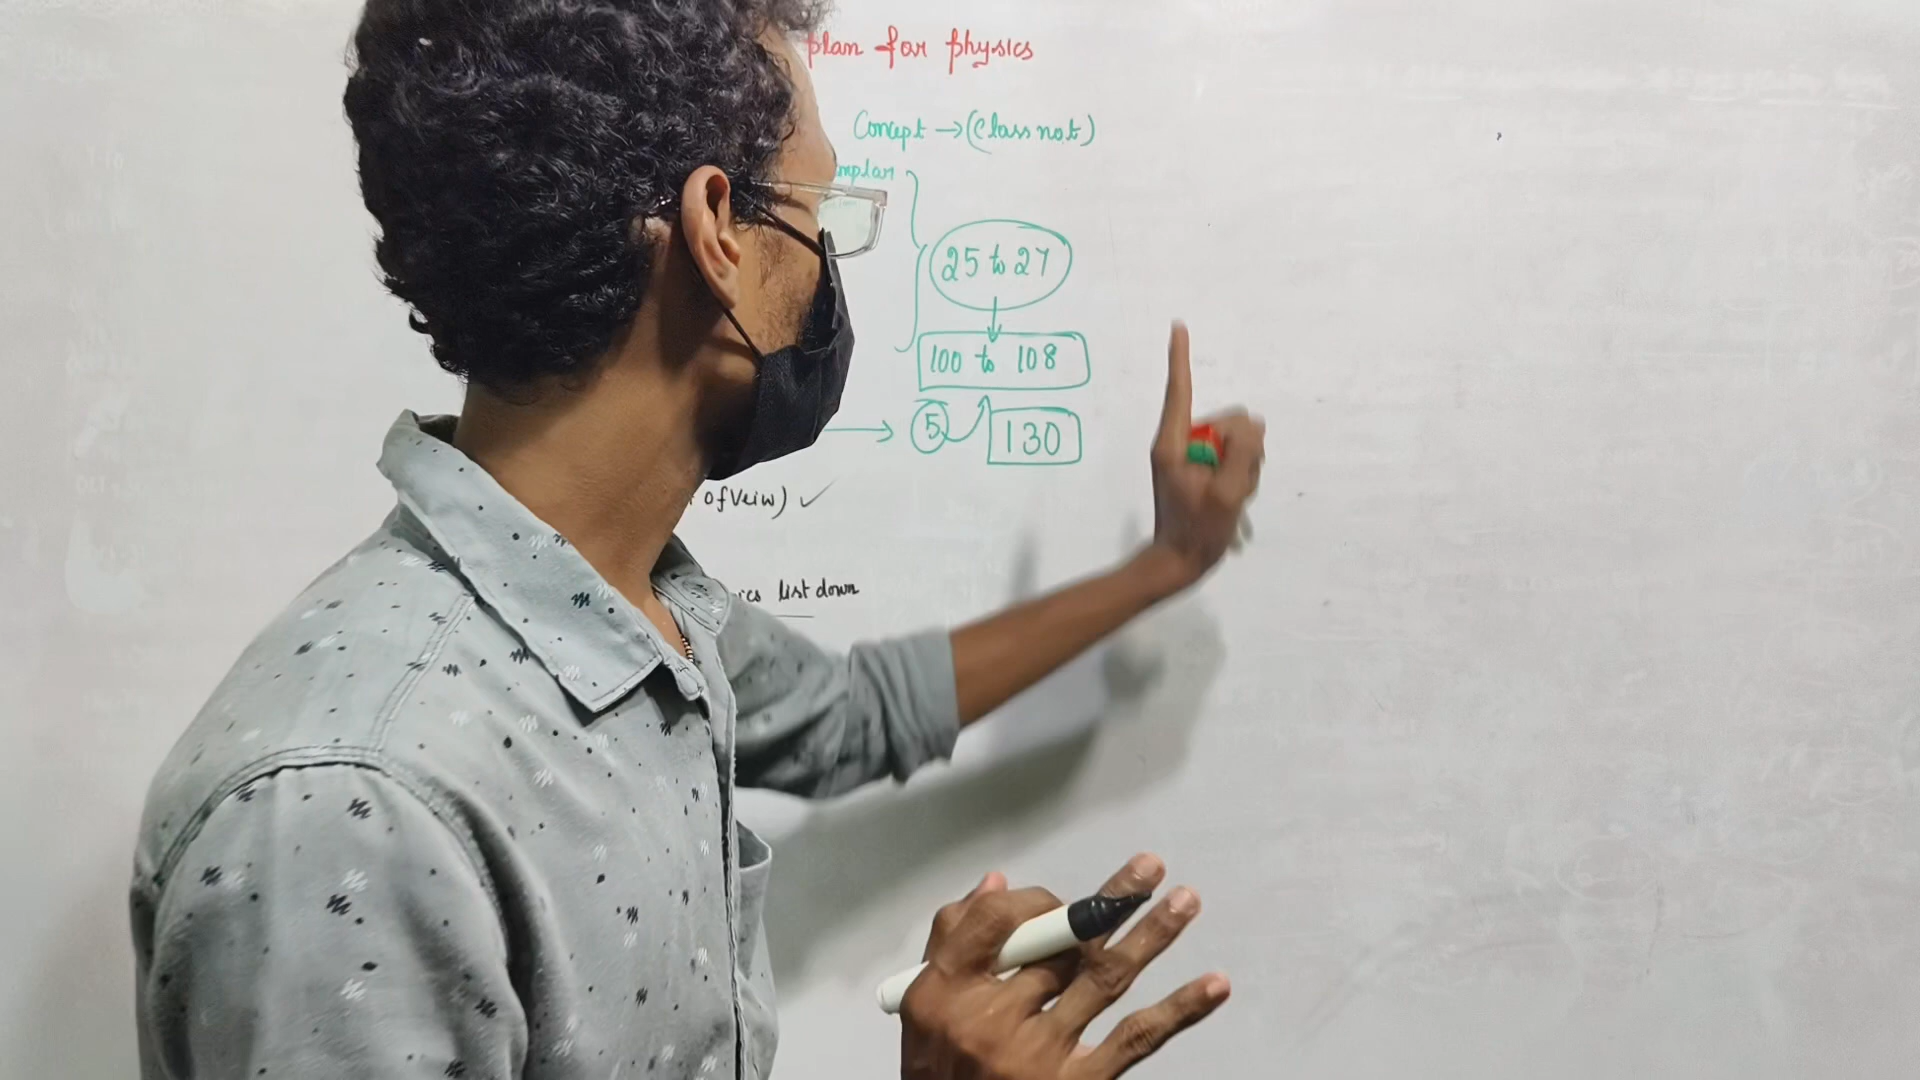 plan for physics
Concept → (Class not)
mplar
25 to 27
100 to 108
5 130
of Veiw) ✓
ics list down